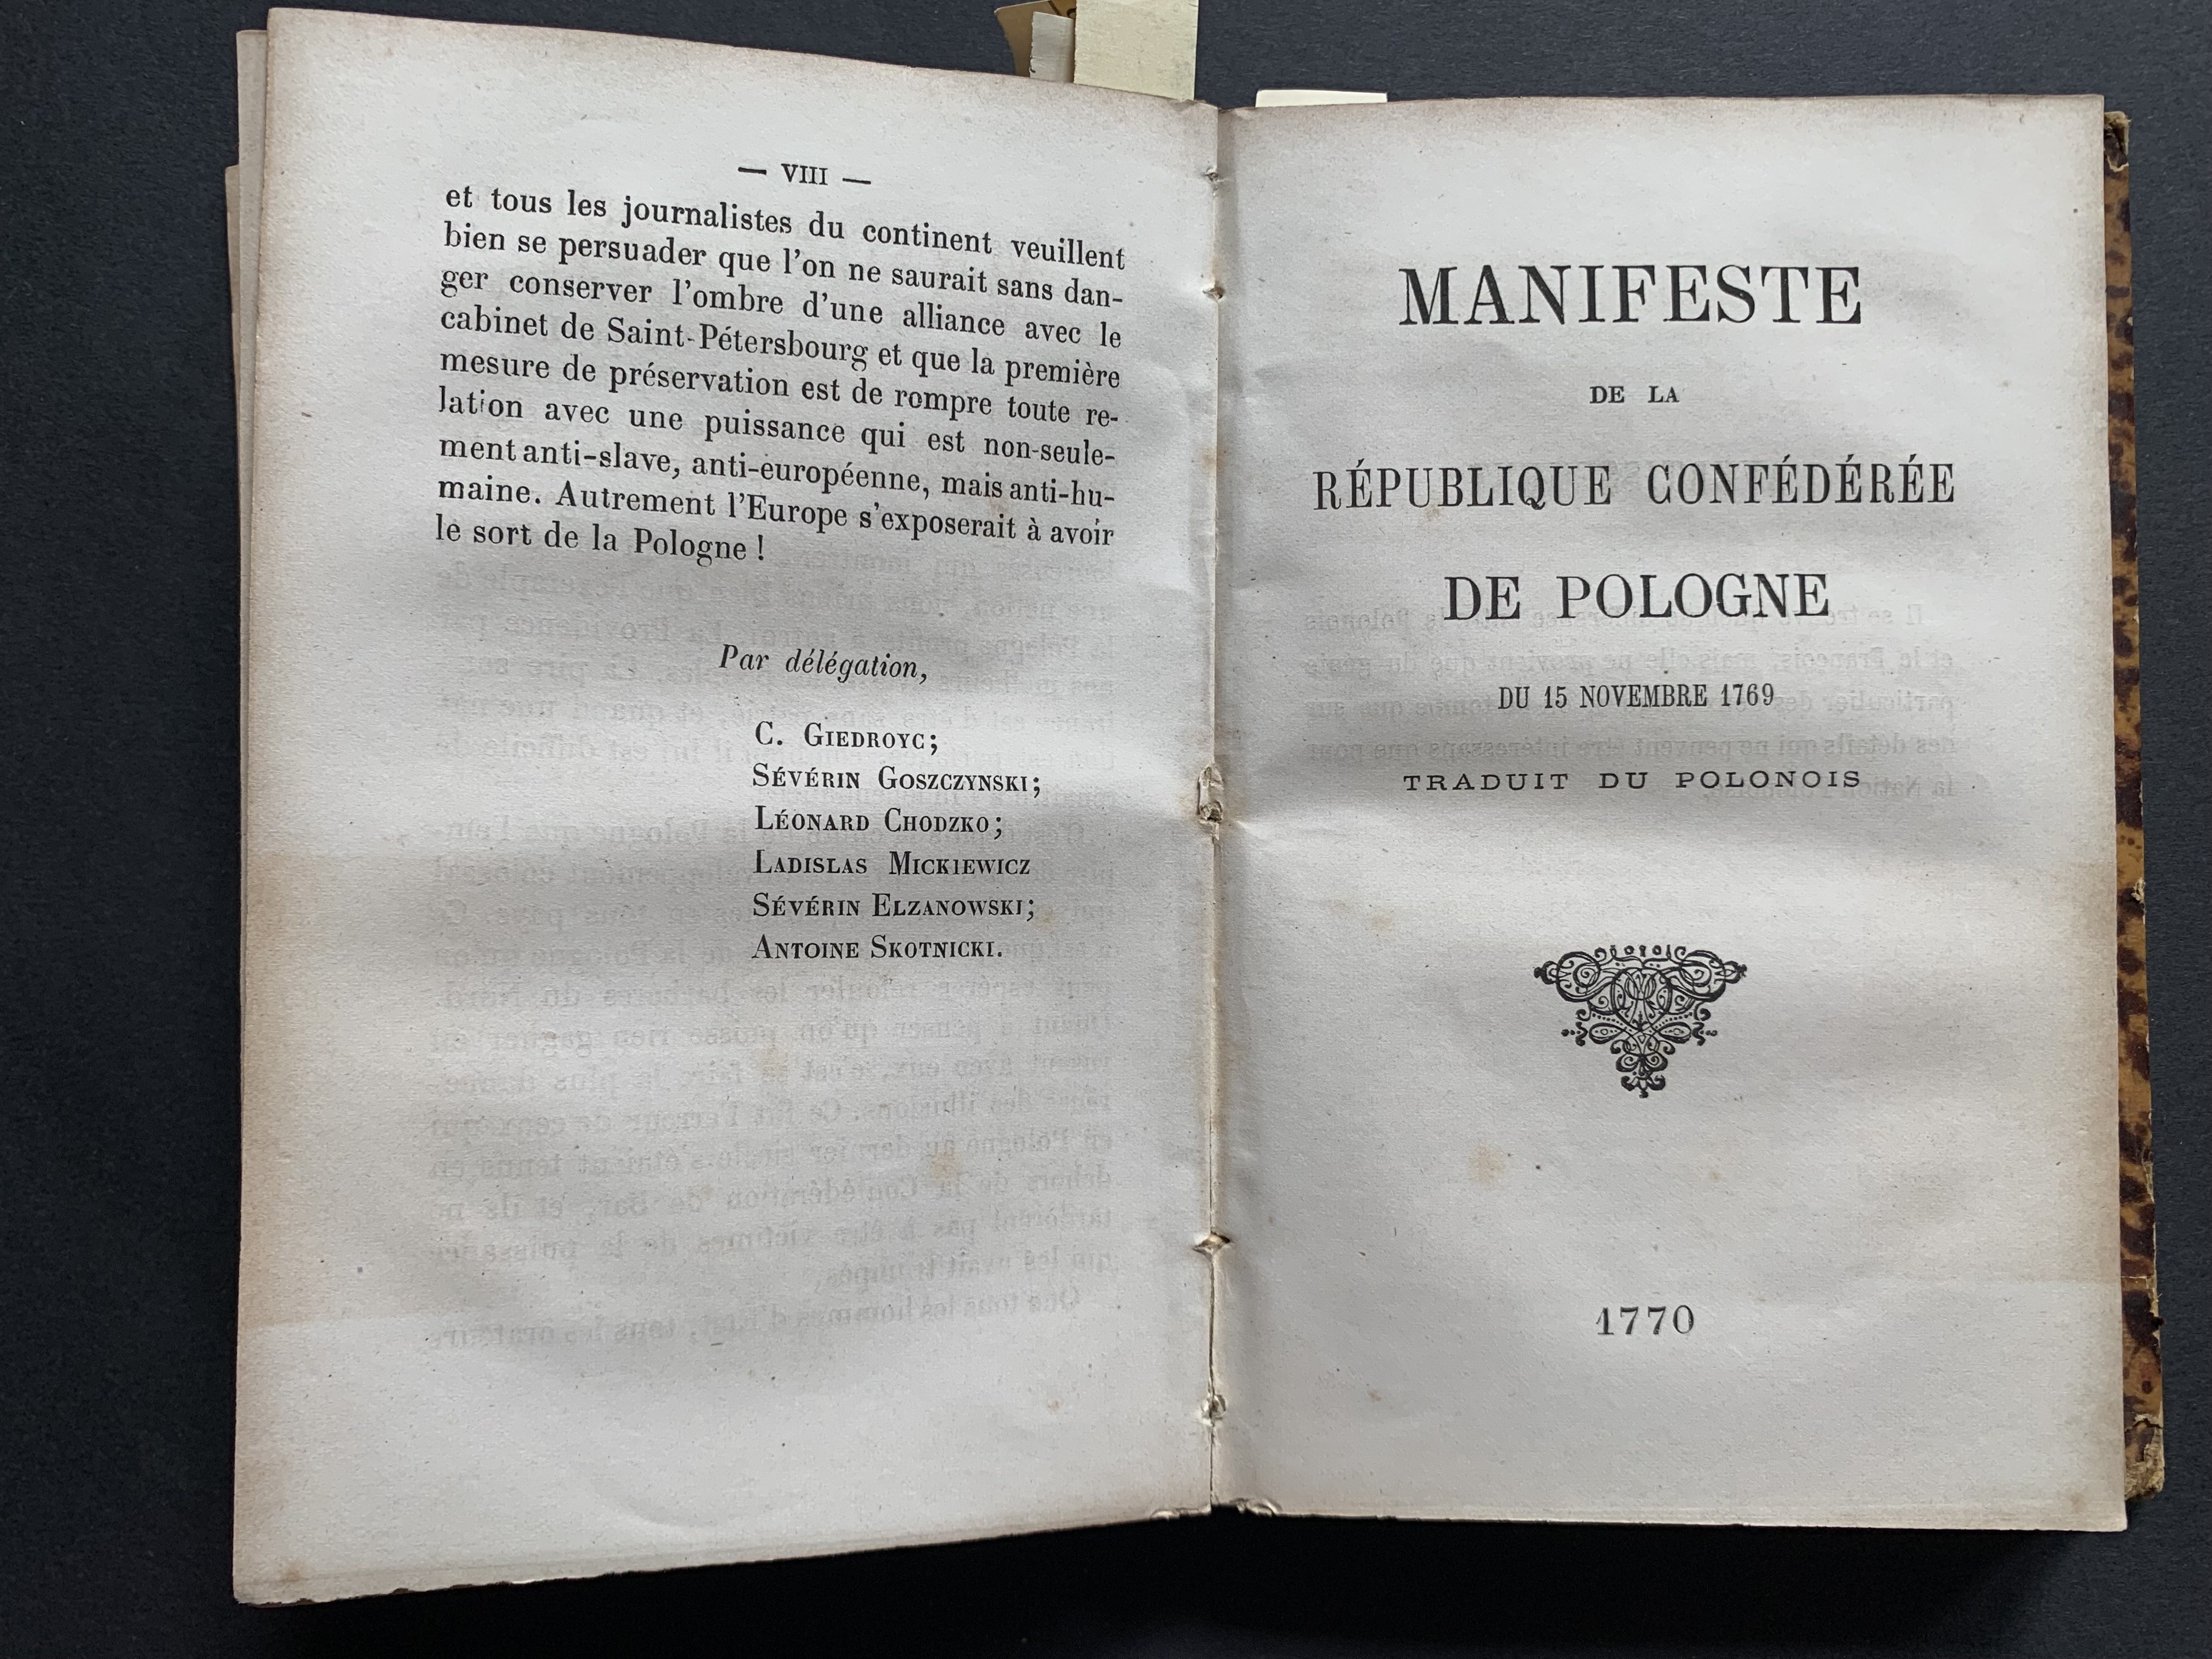 — VIII —
et tous les journalistes du continent veuillent
bien se persuader que l'on ne saurait sans dan-
ger conserver l'ombre d'une alliance avec le
cabinet de Saint-Pétersbourg et que la première
mesure de préservation est de rompre toute re-
lation avec une puissance qui est non-seule-
ment anti-slave, anti-européenne, mais anti-hu-
maine. Autrement l'Europe s'exposerait à avoir
le sort de la Pologne !
Par délégation,
C. GIEDROYC;
SÉVÉRIN GOSZCZYNSKI;
LÉONARD CHODZKO;
LADISLAS MICKIEWICZ
SÉVÉRIN ELZANOWSKI;
ANTOINE SKOTNICKI.
MANIFESTE
DE LA
RÉPUBLIQUE CONFÉDÉRÉE
DE POLOGNE
DU 15 NOVEMBRE 1769
TRADUIT DU POLONOIS
1770